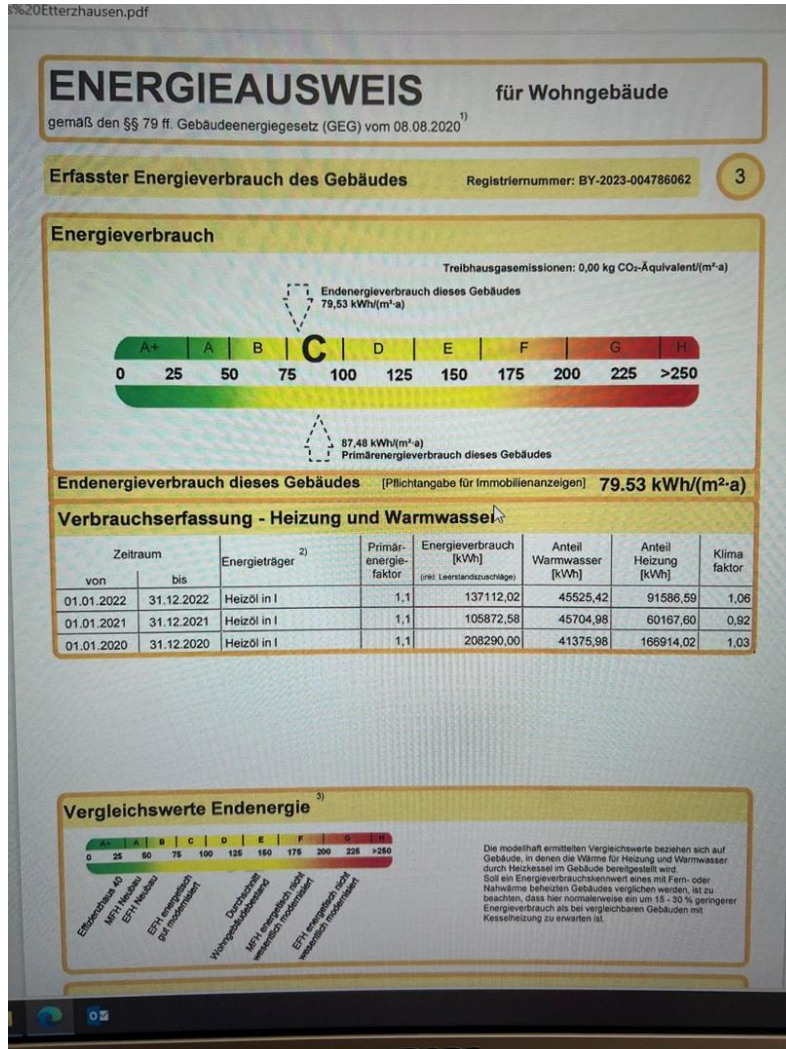 %20Etterzhausen.pdf
ENERGIEAUSWEIS für Wohngebäude
gemäß den §§ 79 ff. Gebäudeenergiegesetz (GEG) vom 08.08.2020 1)
Erfasster Energieverbrauch des Gebäudes Registriernummer: BY-2023-004786062 3
Energieverbrauch
Treibhausgasemissionen: 0,00 kg CO₂-Äquivalent/(m²·a)
Endenergieverbrauch dieses Gebäudes
79,53 kWh/(m²·a)
A+ A B C D E F G H
0 25 50 75 100 125 150 175 200 225 >250
87,48 kWh/(m²·a)
Primärenergieverbrauch dieses Gebäudes
Endenergieverbrauch dieses Gebäudes [Pflichtangabe für Immobilienanzeigen] 79.53 kWh/(m²·a)
Verbrauchserfassung - Heizung und Warmwasser
Zeitraum von bis Energieträger 2) Primär-energie-faktor Energieverbrauch [kWh] (inkl. Leerstandszuschläge) Anteil Warmwasser [kWh] Anteil Heizung [kWh] Klima faktor
01.01.2022 31.12.2022 Heizöl in l 1,1 137112,02 45525,42 91586,59 1,06
01.01.2021 31.12.2021 Heizöl in l 1,1 105872,58 45704,98 60167,60 0,92
01.01.2020 31.12.2020 Heizöl in l 1,1 208290,00 41375,98 166914,02 1,03
Vergleichswerte Endenergie 3)
A+ A B C D E F G H
0 25 50 75 100 125 150 175 200 225 >250
Effizienzhaus 40
MFH Neubau
EFH Neubau
EFH energetisch
gut modernisiert
Durchschnitt
Wohngebäudebestand
MFH energetisch nicht
wesentlich modernisiert
EFH energetisch nicht
wesentlich modernisiert
Die modellhaft ermittelten Vergleichswerte beziehen sich auf
Gebäude, in denen die Wärme für Heizung und Warmwasser
durch Heizkessel im Gebäude bereitgestellt wird.
Soll ein Energieverbrauchskennwert eines mit Fern- oder
Nahwärme beheizten Gebäudes verglichen werden, ist zu
beachten, dass hier normalerweise ein um 15 - 30 % geringerer
Energieverbrauch als bei vergleichbaren Gebäuden mit
Kesselheizung zu erwarten ist.